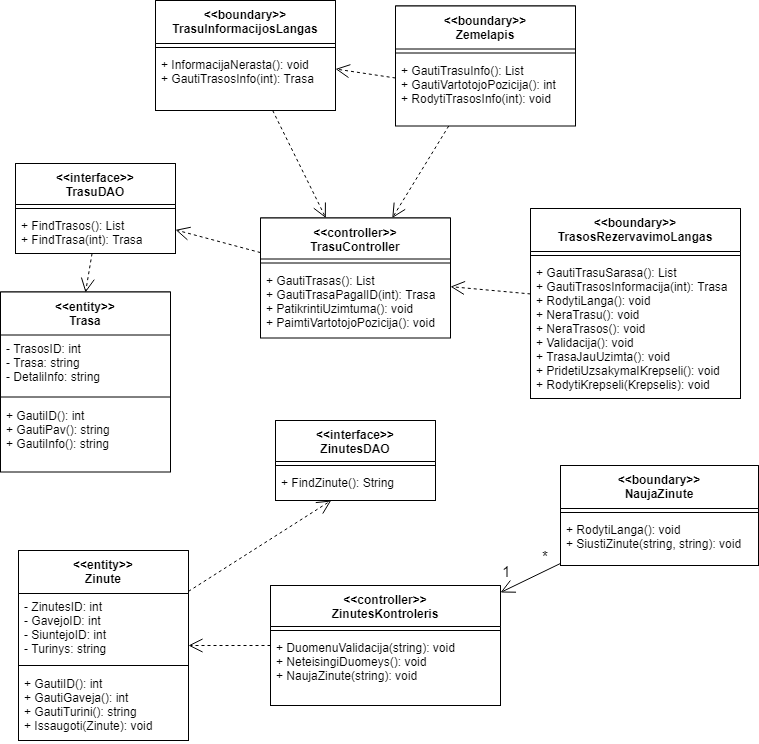 <<boundary>>
TrasuInformacijosLangas
+ InformacijaNerasta(): void
+ GautiTrasosInfo(int): Trasa
<<boundary>>
Zemelapis
+ GautiTrasuInfo(): List
+ GautiVartotojoPozicija(): int
+ RodytiTrasosInfo(int): void
<<interface>>
TrasuDAO
+ FindTrasos(): List
+ FindTrasa(int): Trasa
<<controller>>
TrasuController
+ GautiTrasas(): List
+ GautiTrasaPagalID(int): Trasa
+ PatikrintiUzimtuma(): void
+ PaimtiVartotojoPozicija(): void
<<boundary>>
TrasosRezervavimoLangas
+ GautiTrasuSarasa(): List
+ GautiTrasosInformacija(int): Trasa
+ RodytiLanga(): void
+ NeraTrasu(): void
+ NeraTrasos(): void
+ Validacija(): void
+ TrasaJauUzimta(): void
+ PridetiUzsakymaIKrepseli(): void
+ RodytiKrepseli(Krepselis): void
<<entity>>
Trasa
- TrasosID: int
- Trasa: string
- DetaliInfo: string
+ GautiID(): int
+ GautiPav(): string
+ GautiInfo(): string
<<interface>>
ZinutesDAO
+ FindZinute(): String
<<boundary>>
NaujaZinute
+ RodytiLanga(): void
+ SiustiZinute(string, string): void
*
1
<<entity>>
Zinute
- ZinutesID: int
- GavejoID: int
- SiuntejoID: int
- Turinys: string
+ GautiID(): int
+ GautiGaveja(): int
+ GautiTurini(): string
+ Issaugoti(Zinute): void
<<controller>>
ZinutesKontroleris
+ DuomenuValidacija(string): void
+ NeteisingiDuomeys(): void
+ NaujaZinute(string): void